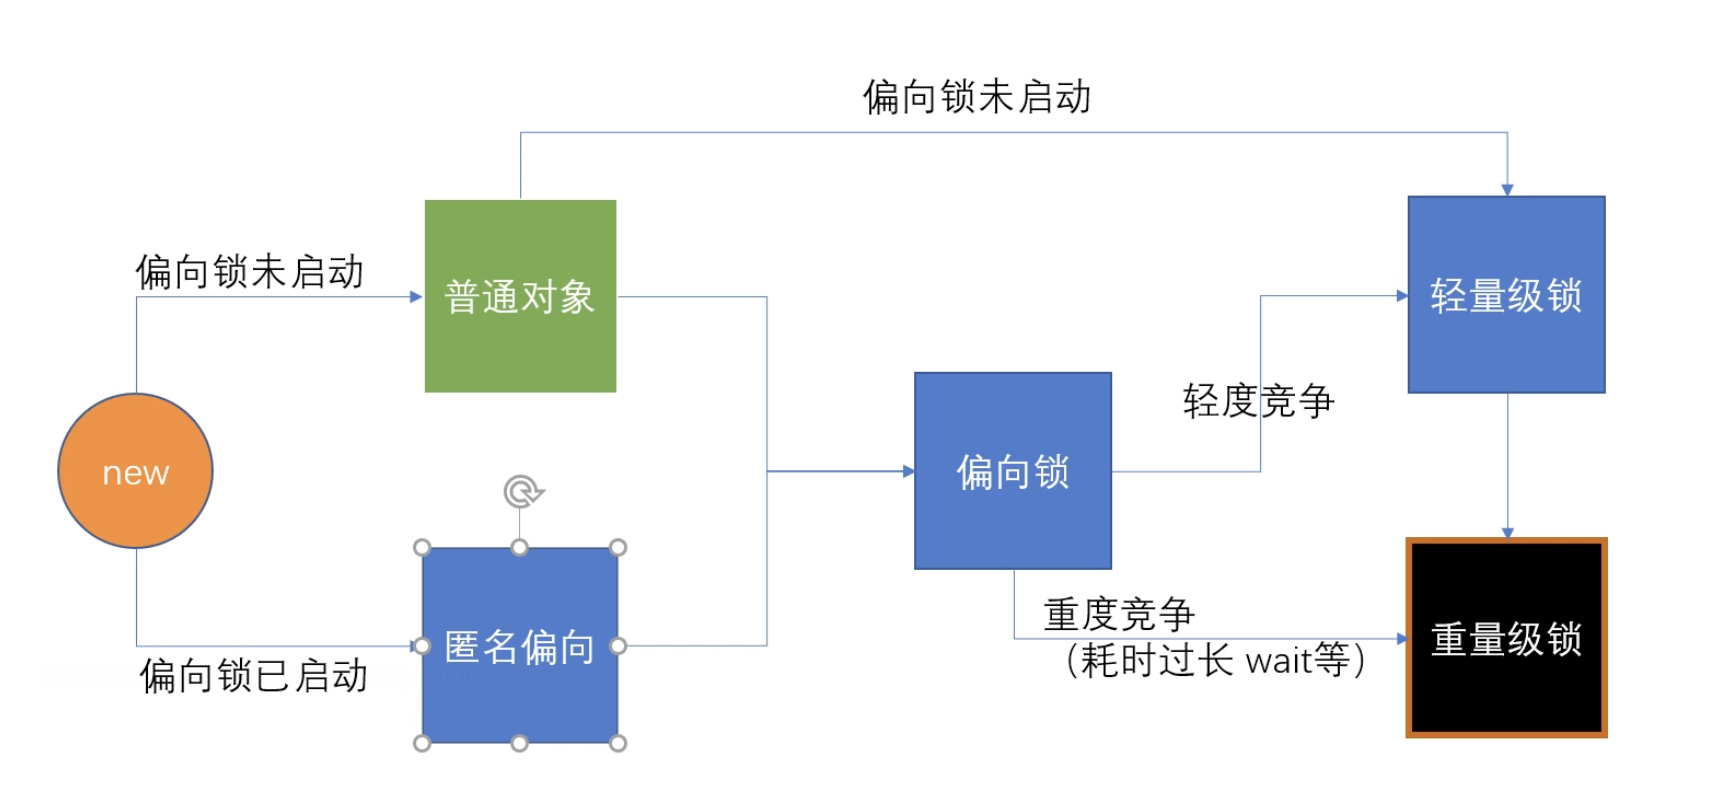 偏向锁未启动
偏向锁未启动
普通对象
轻量级锁
轻度竞争
new
偏向锁
重度竞争
（耗时过长 wait等）
重量级锁
匿名偏向
偏向锁已启动